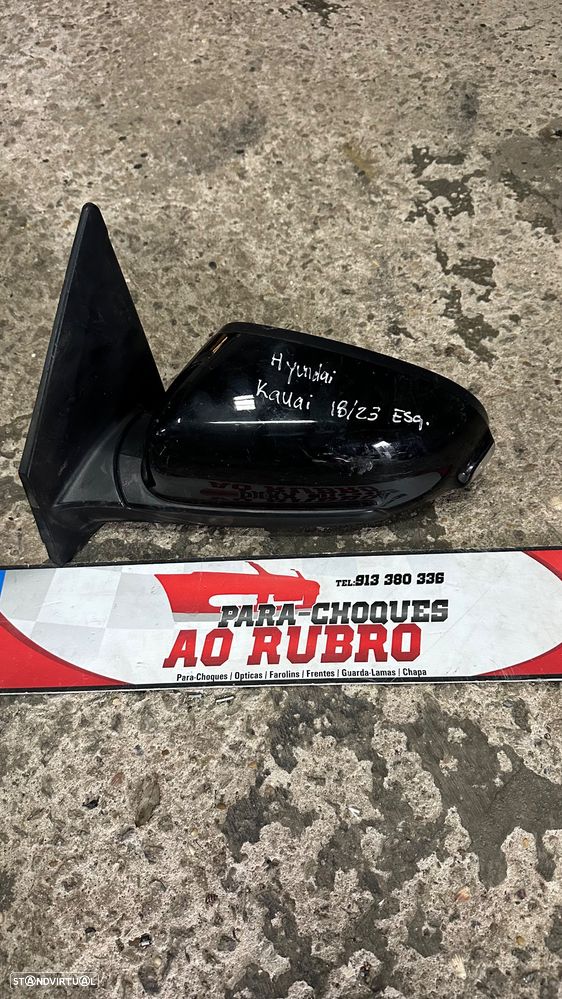 Hyundai
Kauai 18/23 Esq.
TEL:913 380 336
PARA-CHOQUES
AO RUBRO
Para-Choques / Opticas / Farolins / Frentes / Guarda-Lamas / Chapa
STANDVIRTUAL